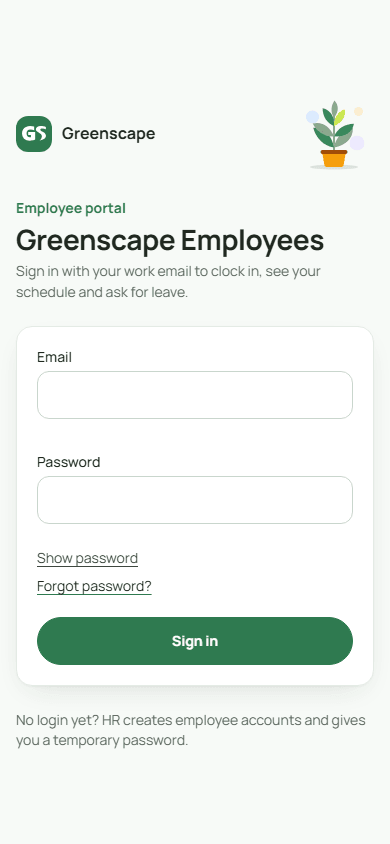 GS Greenscape
Employee portal
Greenscape Employees
Sign in with your work email to clock in, see your
schedule and ask for leave.
Email
Password
Show password
Forgot password?
Sign in
No login yet? HR creates employee accounts and gives
you a temporary password.